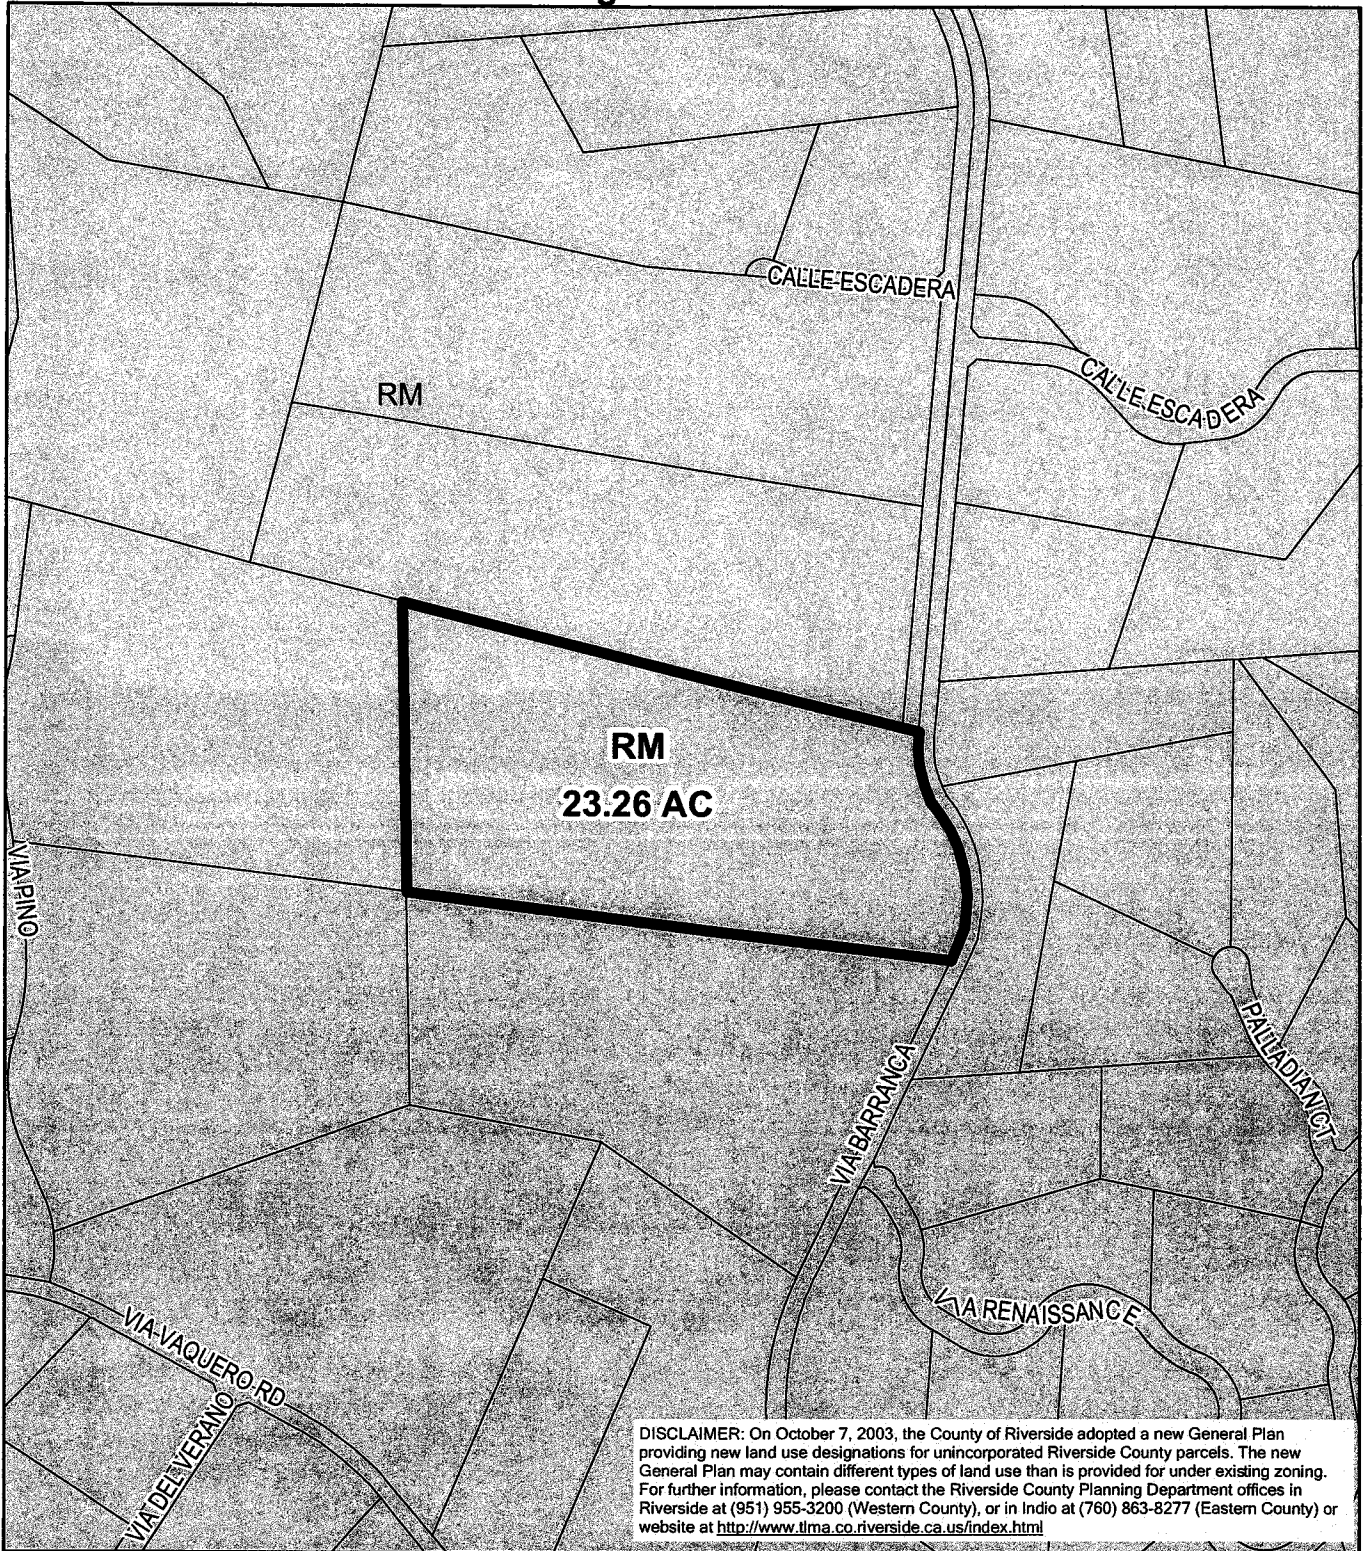 CALLE ESCADERA
CALLE ESCADERA
RM
RM
23.26 AC
VIA PINO
PALLADIAN CT
VIA BARRANCA
VIA RENAISSANCE
VIA VAQUERO RD
VIA DEL VERANO
DISCLAIMER: On October 7, 2003, the County of Riverside adopted a new General Plan
providing new land use designations for unincorporated Riverside County parcels. The new
General Plan may contain different types of land use than is provided for under existing zoning.
For further information, please contact the Riverside County Planning Department offices in
Riverside at (951) 955-3200 (Western County), or in Indio at (760) 863-8277 (Eastern County) or
website at http://www.tlma.co.riverside.ca.us/index.html